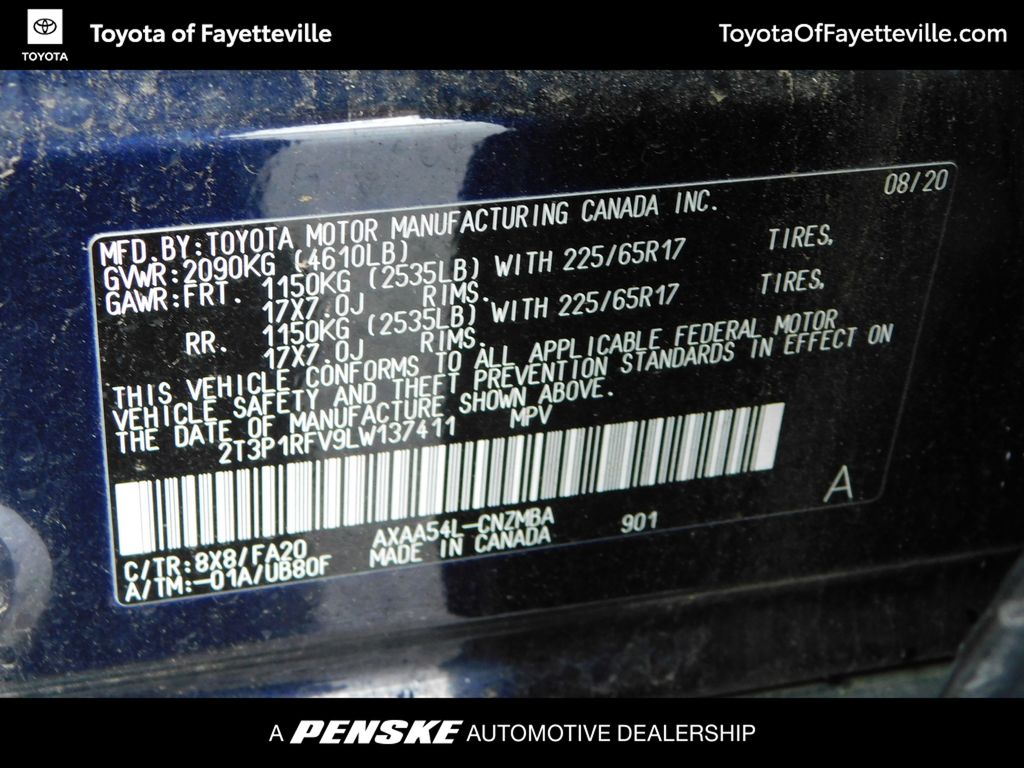 TOYOTA
Toyota of Fayetteville
ToyotaOfFayetteville.com
08/20
MFD.BY:TOYOTA MOTOR MANUFACTURING CANADA INC.
GVWR:2090KG (4610LB)
GAWR:FRT. 1150KG (2535LB) WITH 225/65R17 TIRES,
17X7.0J RIMS.
RR. 1150KG (2535LB) WITH 225/65R17 TIRES,
17X7.0J RIMS.
THIS VEHICLE CONFORMS TO ALL APPLICABLE FEDERAL MOTOR
VEHICLE SAFETY AND THEFT PREVENTION STANDARDS IN EFFECT ON
THE DATE OF MANUFACTURE SHOWN ABOVE.
2T3P1RFV9LW137411 MPV
A
C/TR:8X8/FA20 AXAA54L-CNZMBA 901
A/TM:-01A/UB80F MADE IN CANADA
A PENSKE AUTOMOTIVE DEALERSHIP